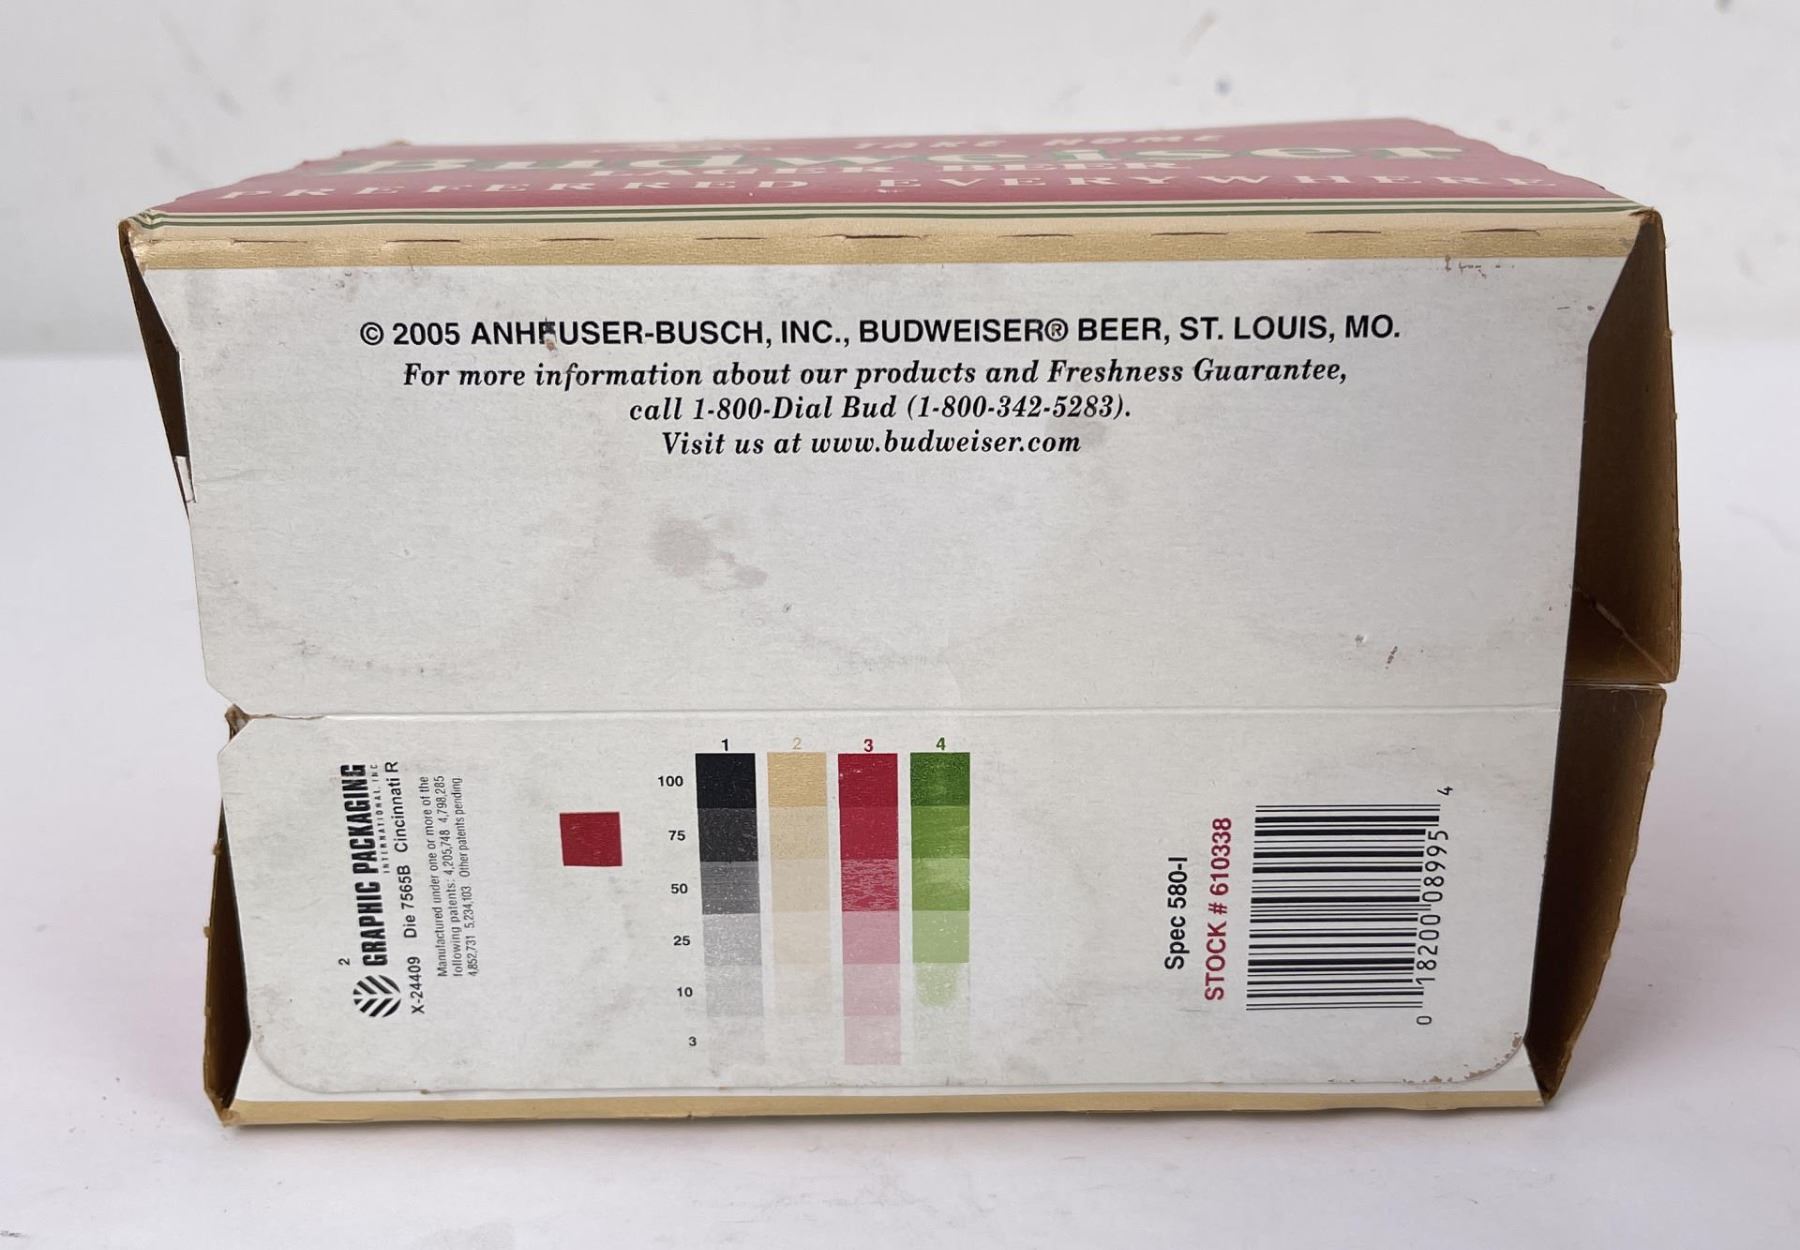 TAKE HOME
Budweiser
LAGER BEER
PREFERRED EVERYWHERE
© 2005 ANHEUSER-BUSCH, INC., BUDWEISER® BEER, ST. LOUIS, MO.
For more information about our products and Freshness Guarantee,
call 1-800-Dial Bud (1-800-342-5283).
Visit us at www.budweiser.com
2
GRAPHIC PACKAGING
INTERNATIONAL, INC
X-24409 Die 7565B Cincinnati R
Manufactured under one or more of the
following patents: 4,205,748 4,798,285
4,852,731 5,234,103 Other patents pending
1 2 3 4
100
75
50
25
10
3
Spec 580-I
STOCK # 610338
0 18200 08995 4